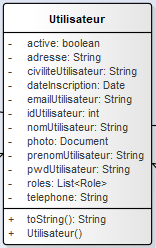 Utilisateur
- active: boolean
- adresse: String
- civiliteUtilisateur: String
- dateInscription: Date
- emailUtilisateur: String
- idUtilisateur: int
- nomUtilisateur: String
- photo: Document
- prenomUtilisateur: String
- pwdUtilisateur: String
- roles: List<Role>
- telephone: String
+ toString(): String
+ Utilisateur()